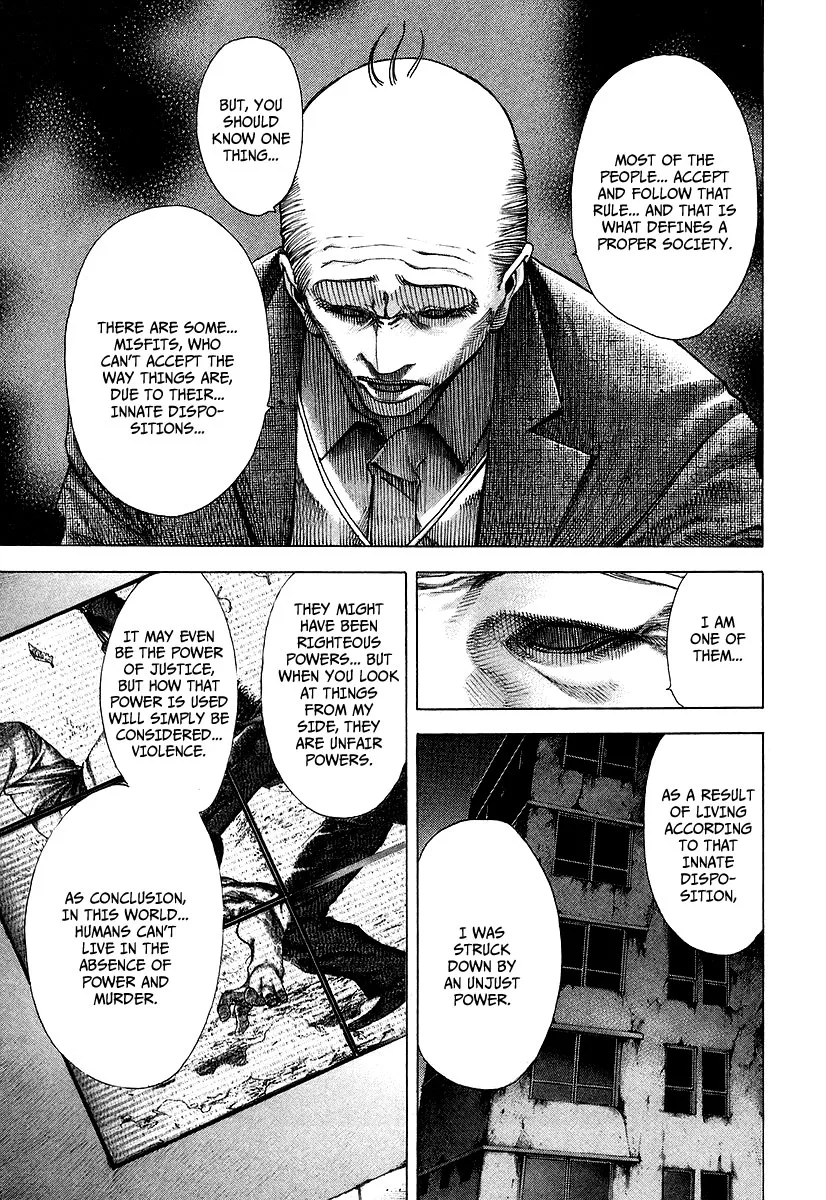 MOST OF THE
PEOPLE... ACCEPT
AND FOLLOW THAT
RULE... AND THAT IS
WHAT DEFINES A
PROPER SOCIETY.
BUT, YOU
SHOULD
KNOW ONE
THING...
THERE ARE SOME...
MISFITS, WHO
CAN'T ACCEPT THE
WAY THINGS ARE,
DUE TO THEIR...
INNATE DISPO-
SITIONS...
I AM
ONE OF
THEM...
AS A RESULT
OF LIVING
ACCORDING
TO THAT
INNATE
DISPO-
SITION,
I WAS
STRUCK
DOWN BY
AN UNJUST
POWER.
THEY MIGHT
HAVE BEEN
RIGHTEOUS
POWERS... BUT
WHEN YOU LOOK
AT THINGS
FROM MY
SIDE, THEY
ARE UNFAIR
POWERS.
IT MAY EVEN
BE THE POWER
OF JUSTICE,
BUT HOW THAT
POWER IS USED
WILL SIMPLY BE
CONSIDERED...
VIOLENCE.
AS CONCLUSION,
IN THIS WORLD...
HUMANS CAN'T
LIVE IN THE
ABSENCE OF
POWER AND
MURDER.